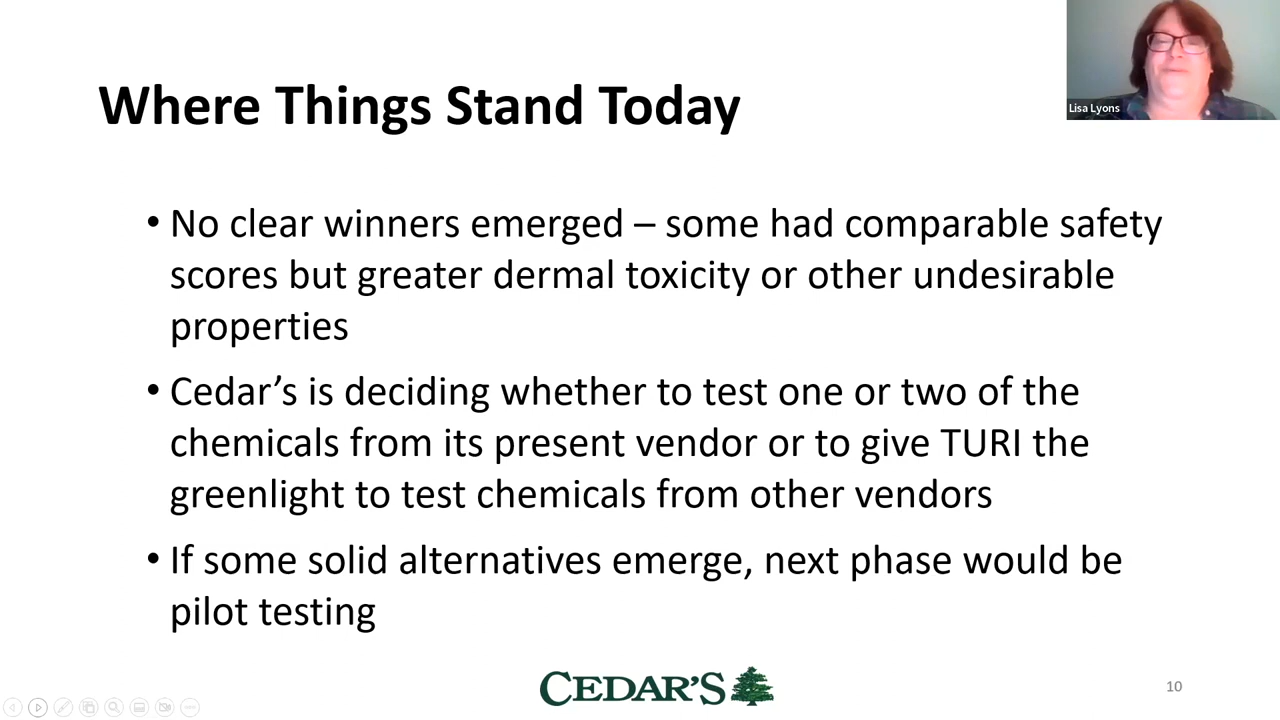 Lisa Lyons
Where Things Stand Today
• No clear winners emerged – some had comparable safety
scores but greater dermal toxicity or other undesirable
properties
• Cedar’s is deciding whether to test one or two of the
chemicals from its present vendor or to give TURI the
greenlight to test chemicals from other vendors
• If some solid alternatives emerge, next phase would be
pilot testing
CEDAR’S
10